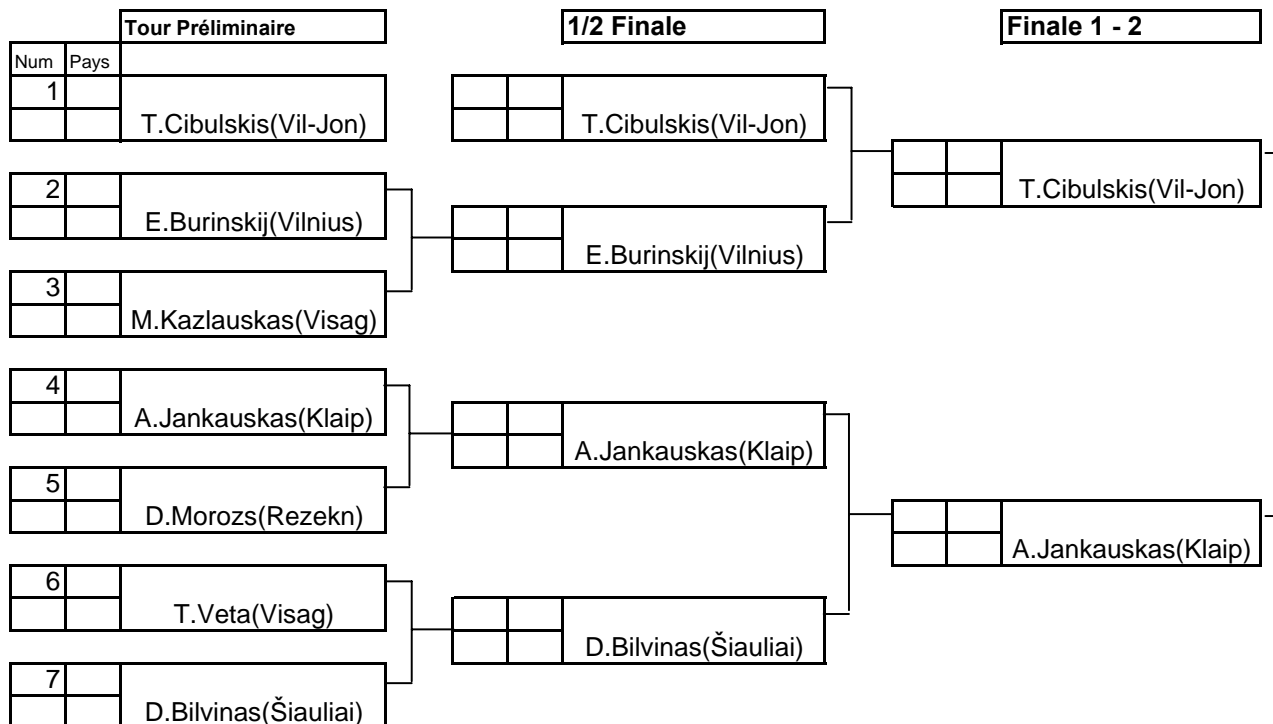 Tour Préliminaire 1/2 Finale Finale 1 - 2
Num Pays
1
T.Cibulskis(Vil-Jon) T.Cibulskis(Vil-Jon)
T.Cibulskis(Vil-Jon)
2
E.Burinskij(Vilnius)
E.Burinskij(Vilnius)
3
M.Kazlauskas(Visag)
4
A.Jankauskas(Klaip)
A.Jankauskas(Klaip)
5
D.Morozs(Rezekn)
A.Jankauskas(Klaip)
6
T.Veta(Visag)
D.Bilvinas(Šiauliai)
7
D.Bilvinas(Šiauliai)